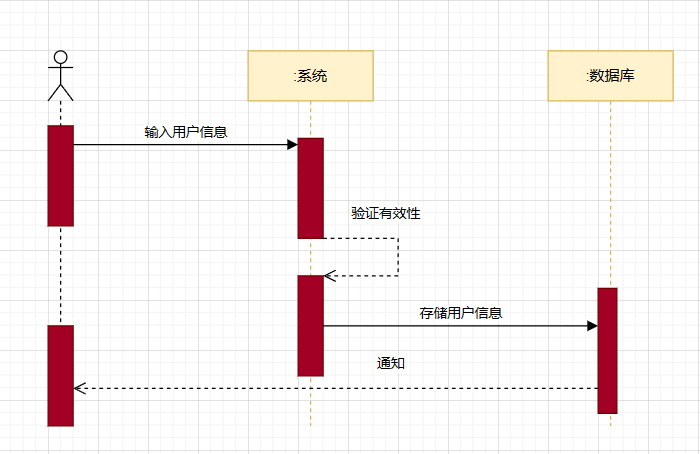 :系统
:数据库
输入用户信息
验证有效性
存储用户信息
通知